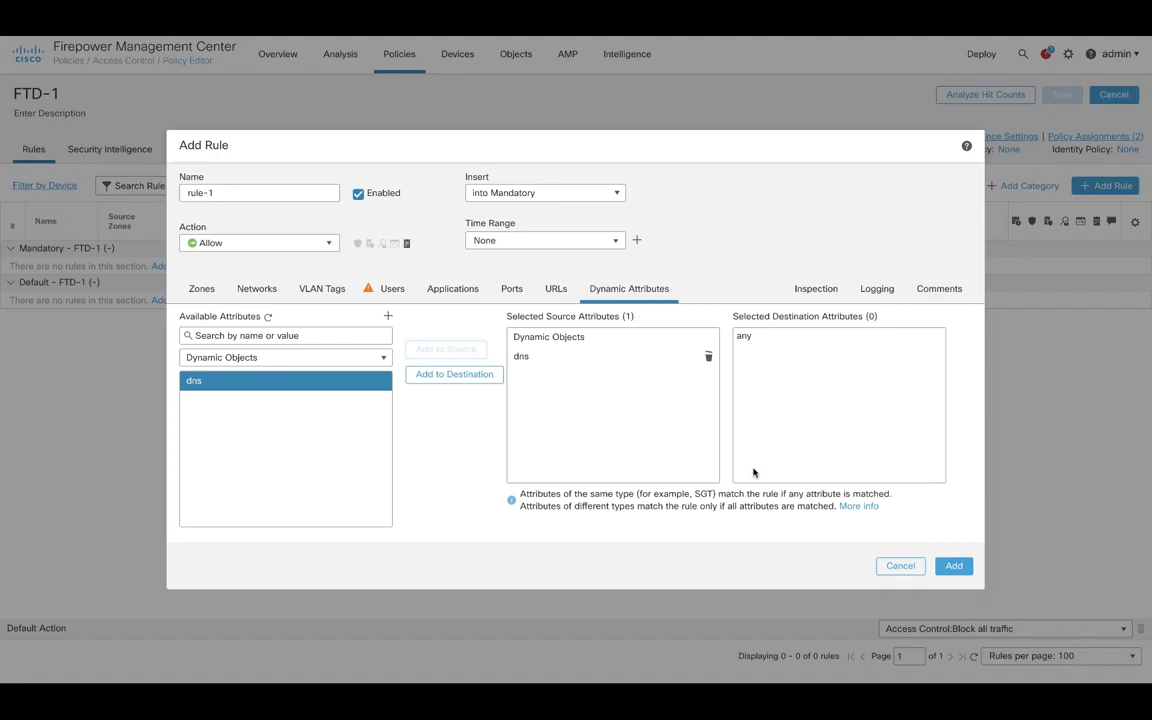 CISCO
Firepower Management Center
Policies / Access Control / Policy Editor
Overview
Analysis
Policies
Devices
Objects
AMP
Intelligence
Deploy
admin
FTD-1
Enter Description
Analyze Hit Counts
Save
Cancel
Rules
Security Intelligence
nce Settings | Policy Assignments (2)
cy: None
Identity Policy: None
Filter by Device
Search Rule
+ Add Category
+ Add Rule
#
Name
Source
Zones
Mandatory - FTD-1 (-)
There are no rules in this section. Add
Default - FTD-1 (-)
There are no rules in this section. Add
Add Rule
Name
rule-1
Enabled
Insert
into Mandatory
Action
Allow
Time Range
None
Zones
Networks
VLAN Tags
Users
Applications
Ports
URLs
Dynamic Attributes
Inspection
Logging
Comments
Available Attributes
Search by name or value
Dynamic Objects
dns
Add to Source
Add to Destination
Selected Source Attributes (1)
Dynamic Objects
dns
Selected Destination Attributes (0)
any
Attributes of the same type (for example, SGT) match the rule if any attribute is matched.
Attributes of different types match the rule only if all attributes are matched. More info
Cancel
Add
Default Action
Access Control:Block all traffic
Displaying 0 - 0 of 0 rules
Page 1 of 1
Rules per page: 100